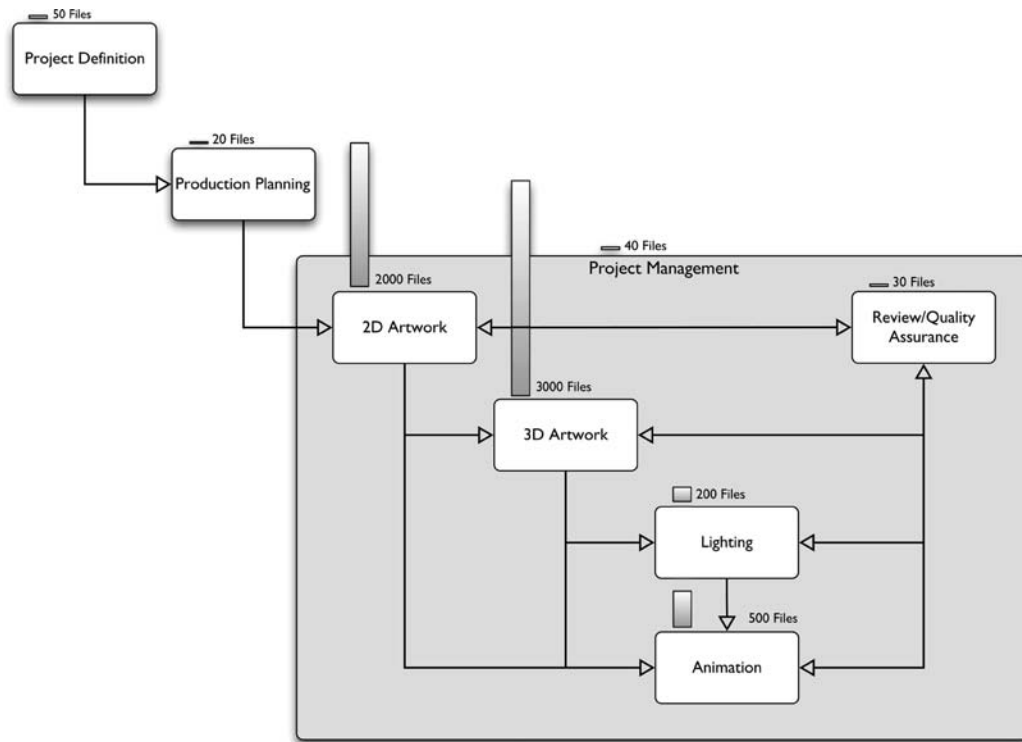 50 Files
Project Definition
20 Files
Production Planning
40 Files
Project Management
2000 Files
2D Artwork
30 Files
Review/Quality
Assurance
3000 Files
3D Artwork
200 Files
Lighting
500 Files
Animation